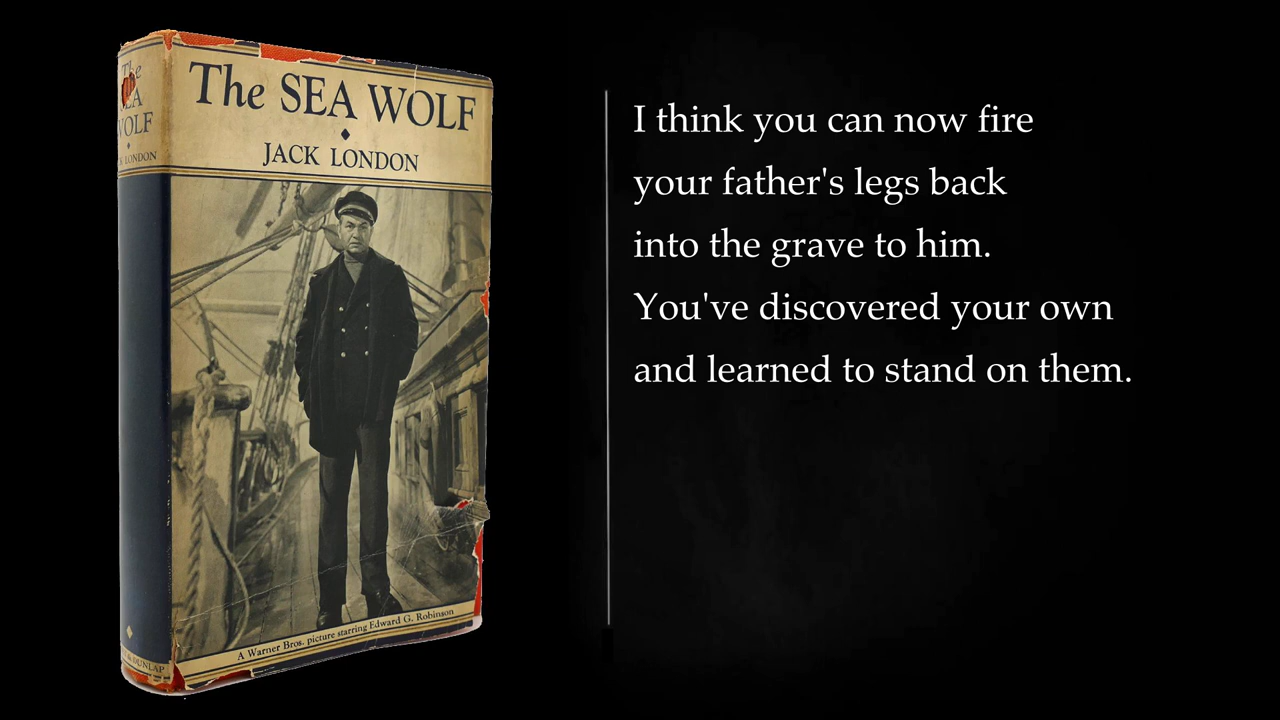 The
SEA
WOLF
LONDON
The SEA WOLF
JACK LONDON
A Warner Bros. picture starring Edward G. Robinson
DUNLAP
I think you can now fire
your father's legs back
into the grave to him.
You've discovered your own
and learned to stand on them.